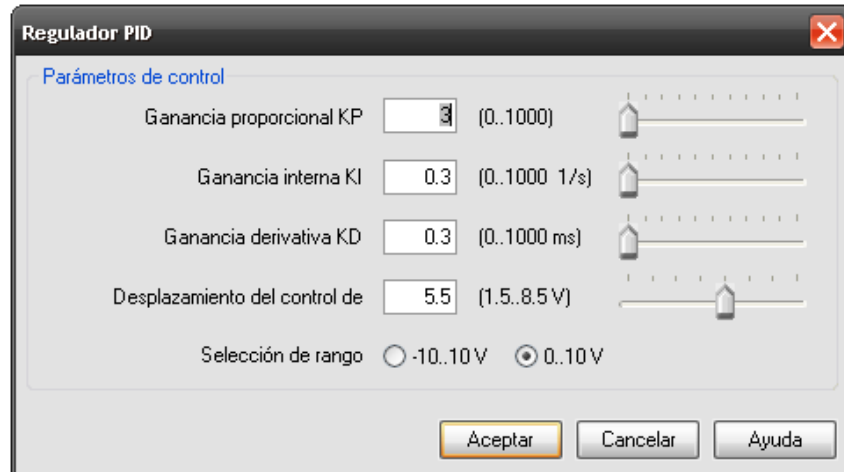 Regulador PID
Parámetros de control
Ganancia proporcional KP 3 (0..1000)
Ganancia interna KI 0.3 (0..1000 1/s)
Ganancia derivativa KD 0.3 (0..1000 ms)
Desplazamiento del control de 5.5 (1.5..8.5 V)
Selección de rango -10..10 V 0..10 V
Aceptar Cancelar Ayuda